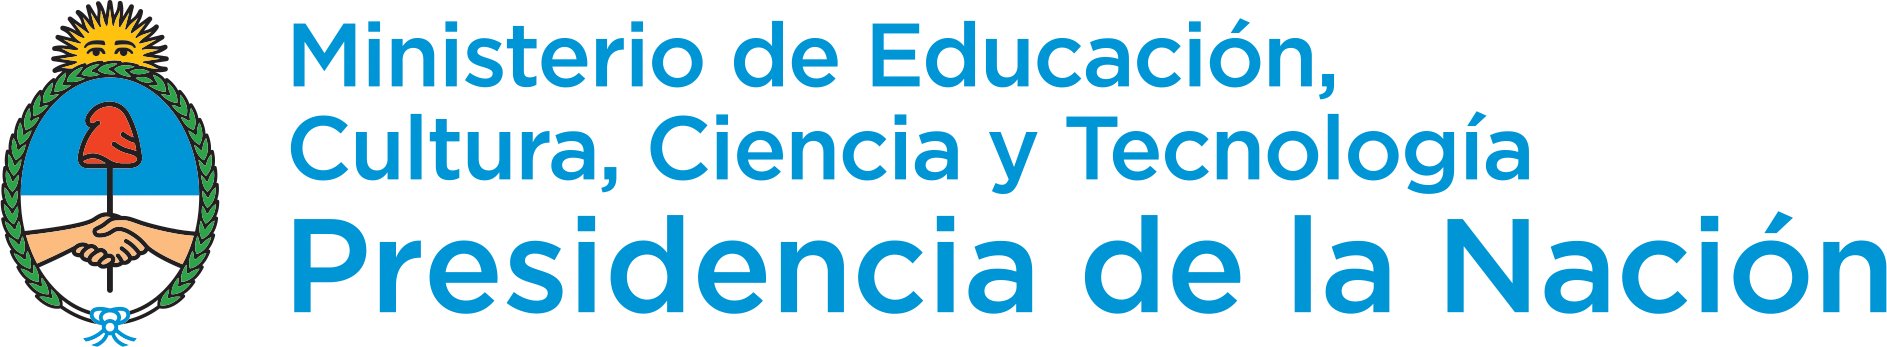 Ministerio de Educación,
Cultura, Ciencia y Tecnología
Presidencia de la Nación